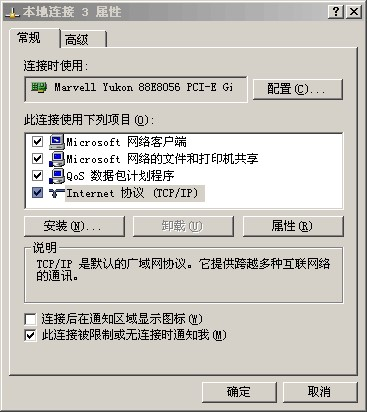 本地连接 3 属性
常规
高级
连接时使用:
Marvell Yukon 88E8056 PCI-E Gi
配置(C)...
此连接使用下列项目(O):
Microsoft 网络客户端
Microsoft 网络的文件和打印机共享
QoS 数据包计划程序
Internet 协议 (TCP/IP)
安装(N)...
卸载(U)
属性(R)
说明
TCP/IP 是默认的广域网协议。它提供跨越多种互联网络
的通讯。
连接后在通知区域显示图标(W)
此连接被限制或无连接时通知我(M)
确定
取消